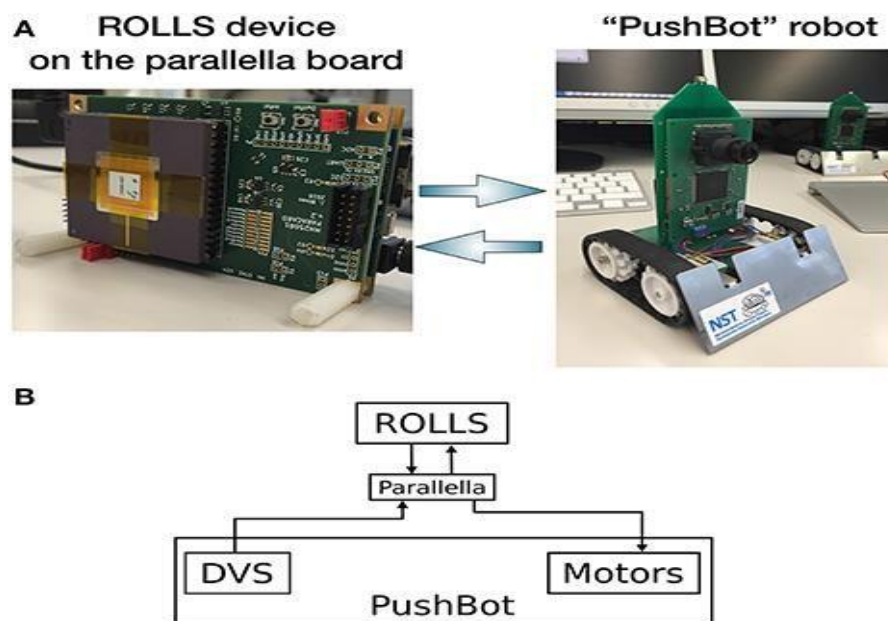 A
ROLLS device
on the parallella board
“PushBot” robot
NST
B
ROLLS
Parallella
DVS
Motors
PushBot